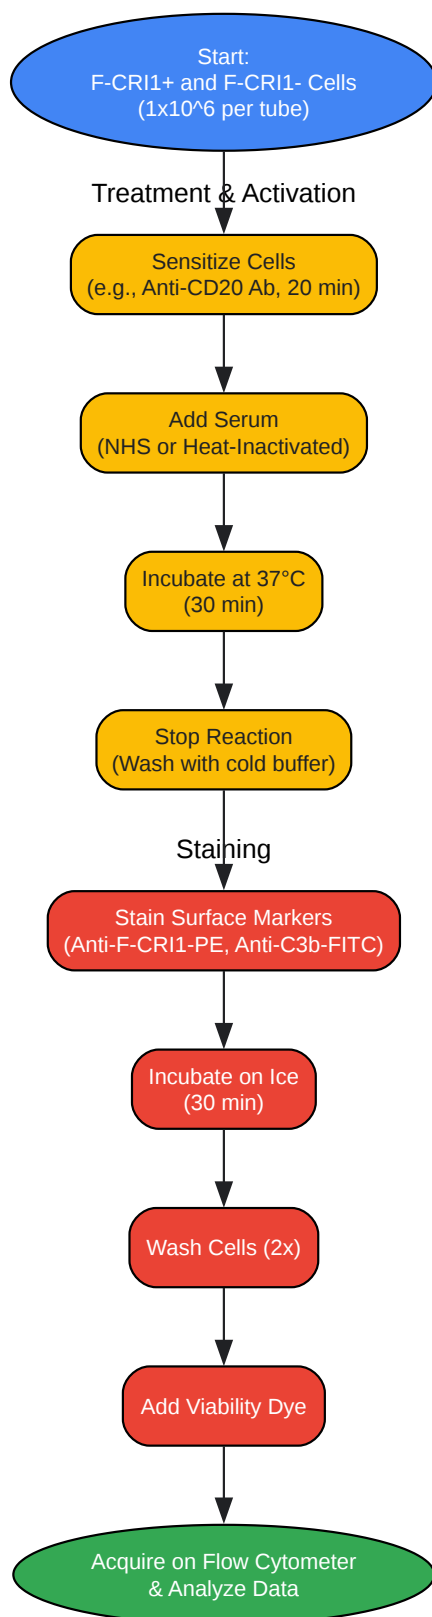 Start:
F-CRI1+ and F-CRI1- Cells
(1x10^6 per tube)
Treatment & Activation
Sensitize Cells
(e.g., Anti-CD20 Ab, 20 min)
Add Serum
(NHS or Heat-Inactivated)
Incubate at 37°C
(30 min)
Stop Reaction
(Wash with cold buffer)
Staining
Stain Surface Markers
(Anti-F-CRI1-PE, Anti-C3b-FITC)
Incubate on Ice
(30 min)
Wash Cells (2x)
Add Viability Dye
Acquire on Flow Cytometer
& Analyze Data